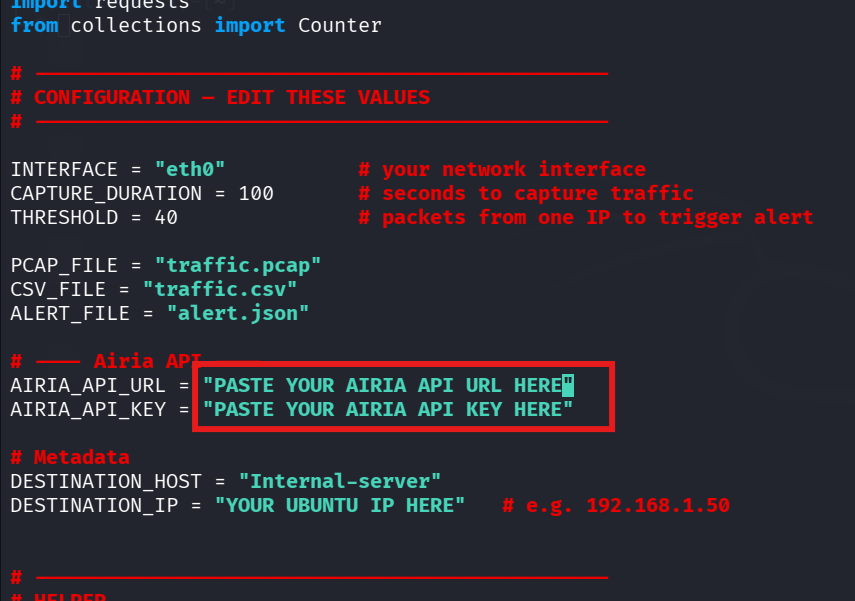 import requests
from collections import Counter
# ————————————————
# CONFIGURATION — EDIT THESE VALUES
# ————————————————
INTERFACE = "eth0" # your network interface
CAPTURE_DURATION = 100 # seconds to capture traffic
THRESHOLD = 40 # packets from one IP to trigger alert
PCAP_FILE = "traffic.pcap"
CSV_FILE = "traffic.csv"
ALERT_FILE = "alert.json"
# ———— Airia API ————
AIRIA_API_URL = "PASTE YOUR AIRIA API URL HERE"
AIRIA_API_KEY = "PASTE YOUR AIRIA API KEY HERE"
# Metadata
DESTINATION_HOST = "Internal-server"
DESTINATION_IP = "YOUR UBUNTU IP HERE" # e.g. 192.168.1.50
# ————————————————
# HELPER